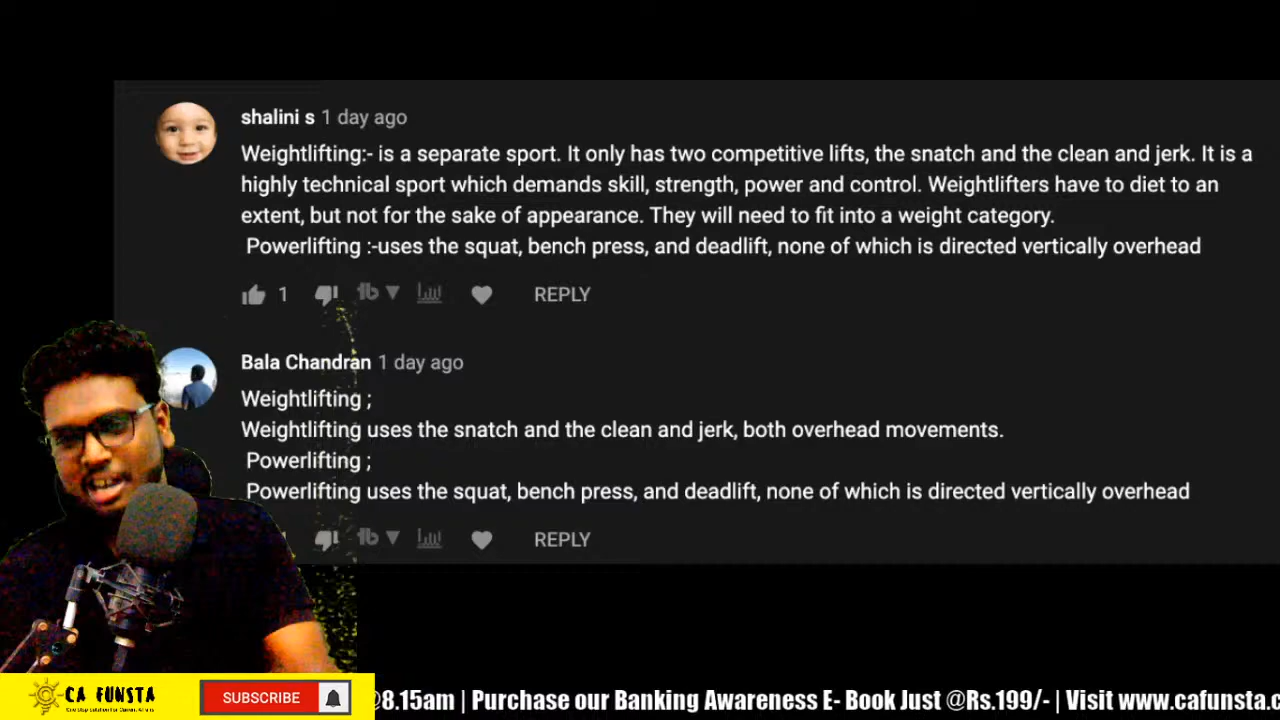 shalini s 1 day ago
Weightlifting:- is a separate sport. It only has two competitive lifts, the snatch and the clean and jerk. It is a
highly technical sport which demands skill, strength, power and control. Weightlifters have to diet to an
extent, but not for the sake of appearance. They will need to fit into a weight category.
Powerlifting :-uses the squat, bench press, and deadlift, none of which is directed vertically overhead
1 REPLY
Bala Chandran 1 day ago
Weightlifting ;
Weightlifting uses the snatch and the clean and jerk, both overhead movements.
Powerlifting ;
Powerlifting uses the squat, bench press, and deadlift, none of which is directed vertically overhead
REPLY
CA FUNSTA
SUBSCRIBE
@8.15am | Purchase our Banking Awareness E- Book Just @Rs.199/- | Visit www.cafunsta.